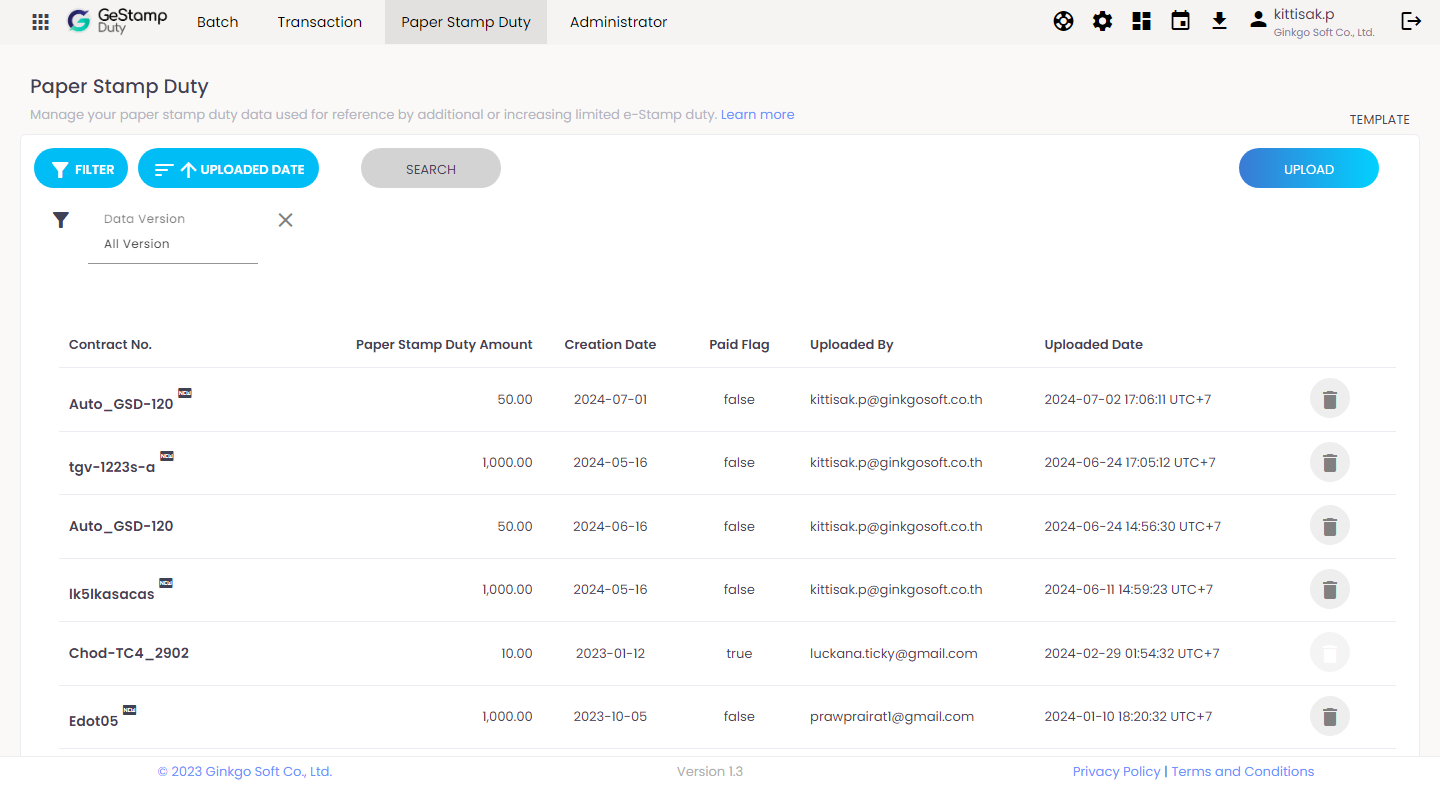 GeStamp
Duty
Batch
Transaction
Paper Stamp Duty
Administrator
kittisak.p
Ginkgo Soft Co., Ltd.
Paper Stamp Duty
Manage your paper stamp duty data used for reference by additional or increasing limited e-Stamp duty. Learn more
TEMPLATE
FILTER
UPLOADED DATE
SEARCH
UPLOAD
Data Version
All Version
Contract No. Paper Stamp Duty Amount Creation Date Paid Flag Uploaded By Uploaded Date
Auto_GSD-120 NEW 50.00 2024-07-01 false kittisak.p@ginkgosoft.co.th 2024-07-02 17:06:11 UTC+7
tgv-1223s-a NEW 1,000.00 2024-05-16 false kittisak.p@ginkgosoft.co.th 2024-06-24 17:05:12 UTC+7
Auto_GSD-120 50.00 2024-06-16 false kittisak.p@ginkgosoft.co.th 2024-06-24 14:56:30 UTC+7
lk5lkasacas NEW 1,000.00 2024-05-16 false kittisak.p@ginkgosoft.co.th 2024-06-11 14:59:23 UTC+7
Chod-TC4_2902 10.00 2023-01-12 true luckana.ticky@gmail.com 2024-02-29 01:54:32 UTC+7
Edot05 NEW 1,000.00 2023-10-05 false prawprairat1@gmail.com 2024-01-10 18:20:32 UTC+7
© 2023 Ginkgo Soft Co., Ltd.
Version 1.3
Privacy Policy | Terms and Conditions